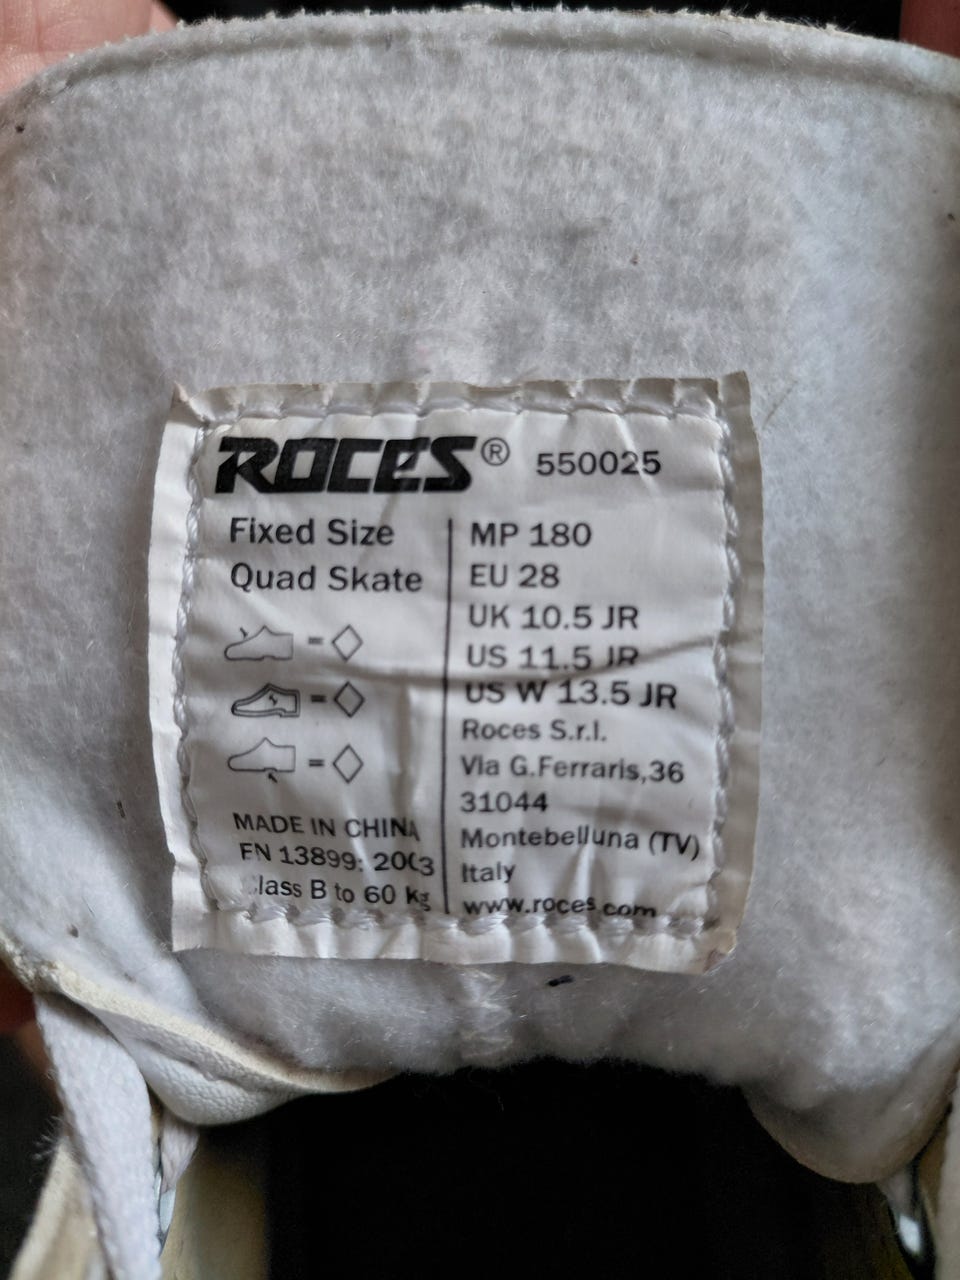 ROCES® 550025
Fixed Size
Quad Skate
=
=
=
MADE IN CHINA
EN 13899: 2003
Class B to 60 Kg
MP 180
EU 28
UK 10.5 JR
US 11.5 JR
US W 13.5 JR
Roces S.r.l.
Via G.Ferraris,36
31044
Montebelluna (TV)
Italy
www.roces.com